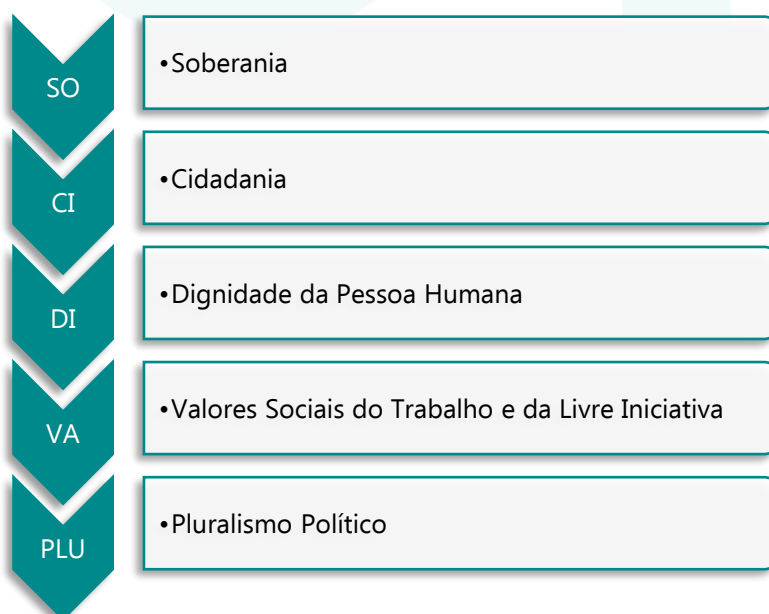 SO
•Soberania
CI
•Cidadania
DI
•Dignidade da Pessoa Humana
VA
•Valores Sociais do Trabalho e da Livre Iniciativa
PLU
•Pluralismo Político